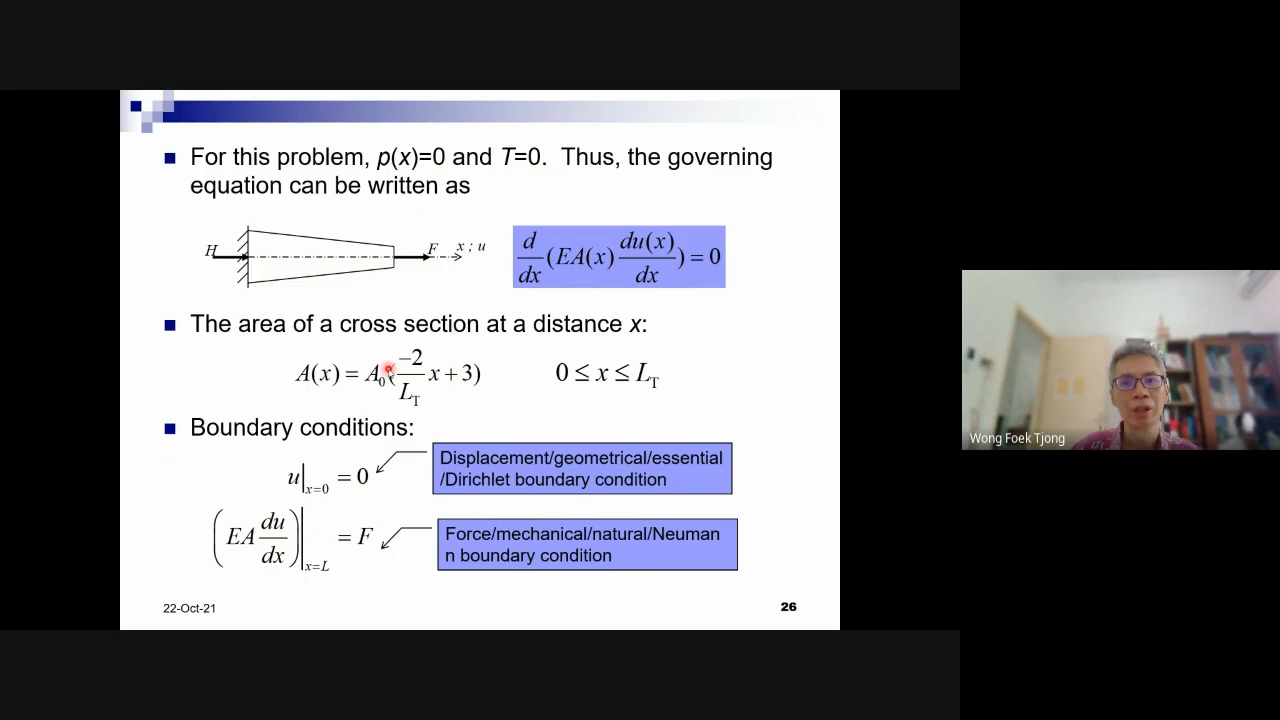 ■ For this problem, p(x)=0 and T=0. Thus, the governing
equation can be written as
H F x ; u
d/dx (EA(x) du(x)/dx) = 0
■ The area of a cross section at a distance x:
A(x) = A₀(−2/L_T x + 3) 0 ≤ x ≤ L_T
■ Boundary conditions:
u|ₓ₌₀ = 0
Displacement/geometrical/essential
/Dirichlet boundary condition
(EA du/dx)|ₓ₌L = F
Force/mechanical/natural/Neuman
n boundary condition
22-Oct-21 26
Wong Foek Tjong